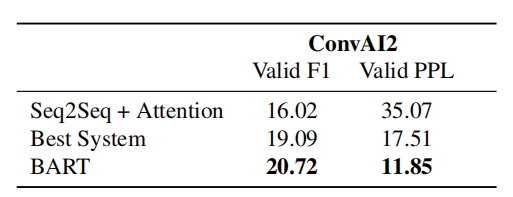 ConvAI2
Valid F1 Valid PPL
Seq2Seq + Attention 16.02 35.07
Best System 19.09 17.51
BART 20.72 11.85